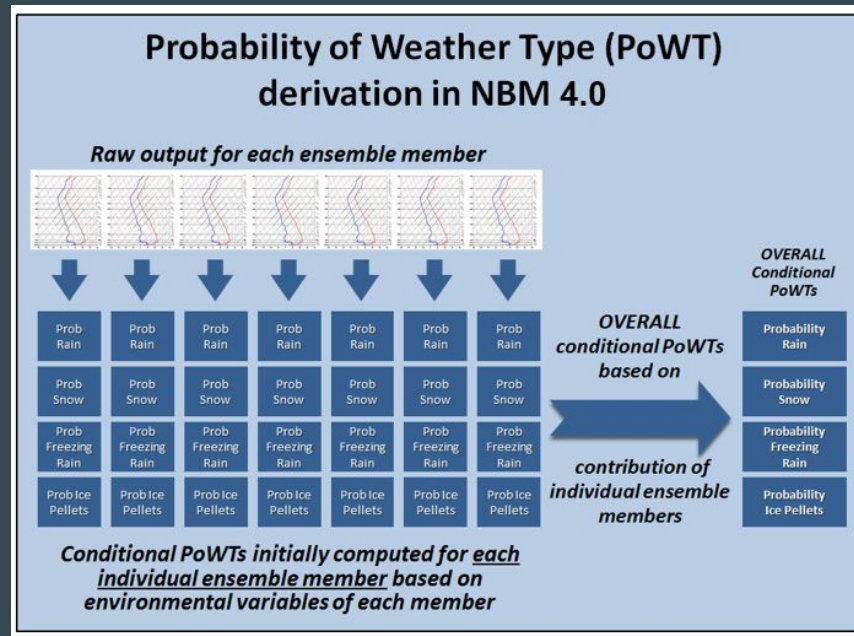 Probability of Weather Type (PoWT)
derivation in NBM 4.0
Raw output for each ensemble member
Prob Rain
Prob Rain
Prob Rain
Prob Rain
Prob Rain
Prob Rain
Prob Rain
Prob Snow
Prob Snow
Prob Snow
Prob Snow
Prob Snow
Prob Snow
Prob Snow
Prob Freezing Rain
Prob Freezing Rain
Prob Freezing Rain
Prob Freezing Rain
Prob Freezing Rain
Prob Freezing Rain
Prob Freezing Rain
Prob Ice Pellets
Prob Ice Pellets
Prob Ice Pellets
Prob Ice Pellets
Prob Ice Pellets
Prob Ice Pellets
Prob Ice Pellets
Conditional PoWTs initially computed for each
individual ensemble member based on
environmental variables of each member
OVERALL
conditional PoWTs
based on
contribution of
individual ensemble
members
OVERALL
Conditional
PoWTs
Probability
Rain
Probability
Snow
Probability
Freezing
Rain
Probability
Ice Pellets